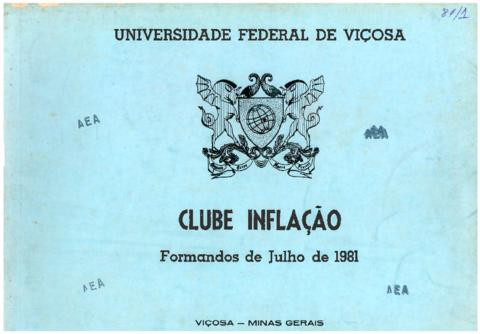 81/1
UNIVERSIDADE FEDERAL DE VIÇOSA
AEA
AEA
CLUBE INFLAÇÃO
Formandos de Julho de 1981
AEA
AEA
VIÇOSA — MINAS GERAIS